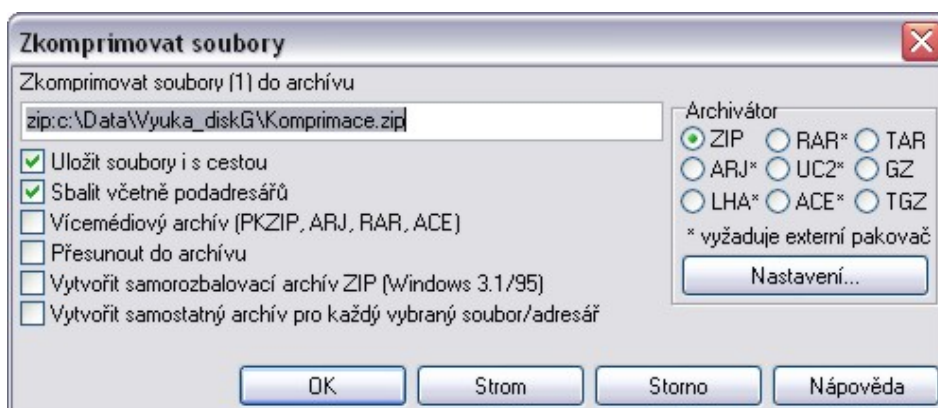 Zkomprimovat soubory
Zkomprimovat soubory (1) do archívu
zip:c:\Data\Vyuka_diskG\Komprimace.zip
Uložit soubory i s cestou
Sbalit včetně podadresářů
Vícemédiový archív (PKZIP, ARJ, RAR, ACE)
Přesunout do archívu
Vytvořit samorozbalovací archív ZIP (Windows 3.1/95)
Vytvořit samostatný archív pro každý vybraný soubor/adresář
Archivátor
ZIP RAR* TAR
ARJ* UC2* GZ
LHA* ACE* TGZ
* vyžaduje externí pakovač
Nastavení...
OK Strom Storno Nápověda